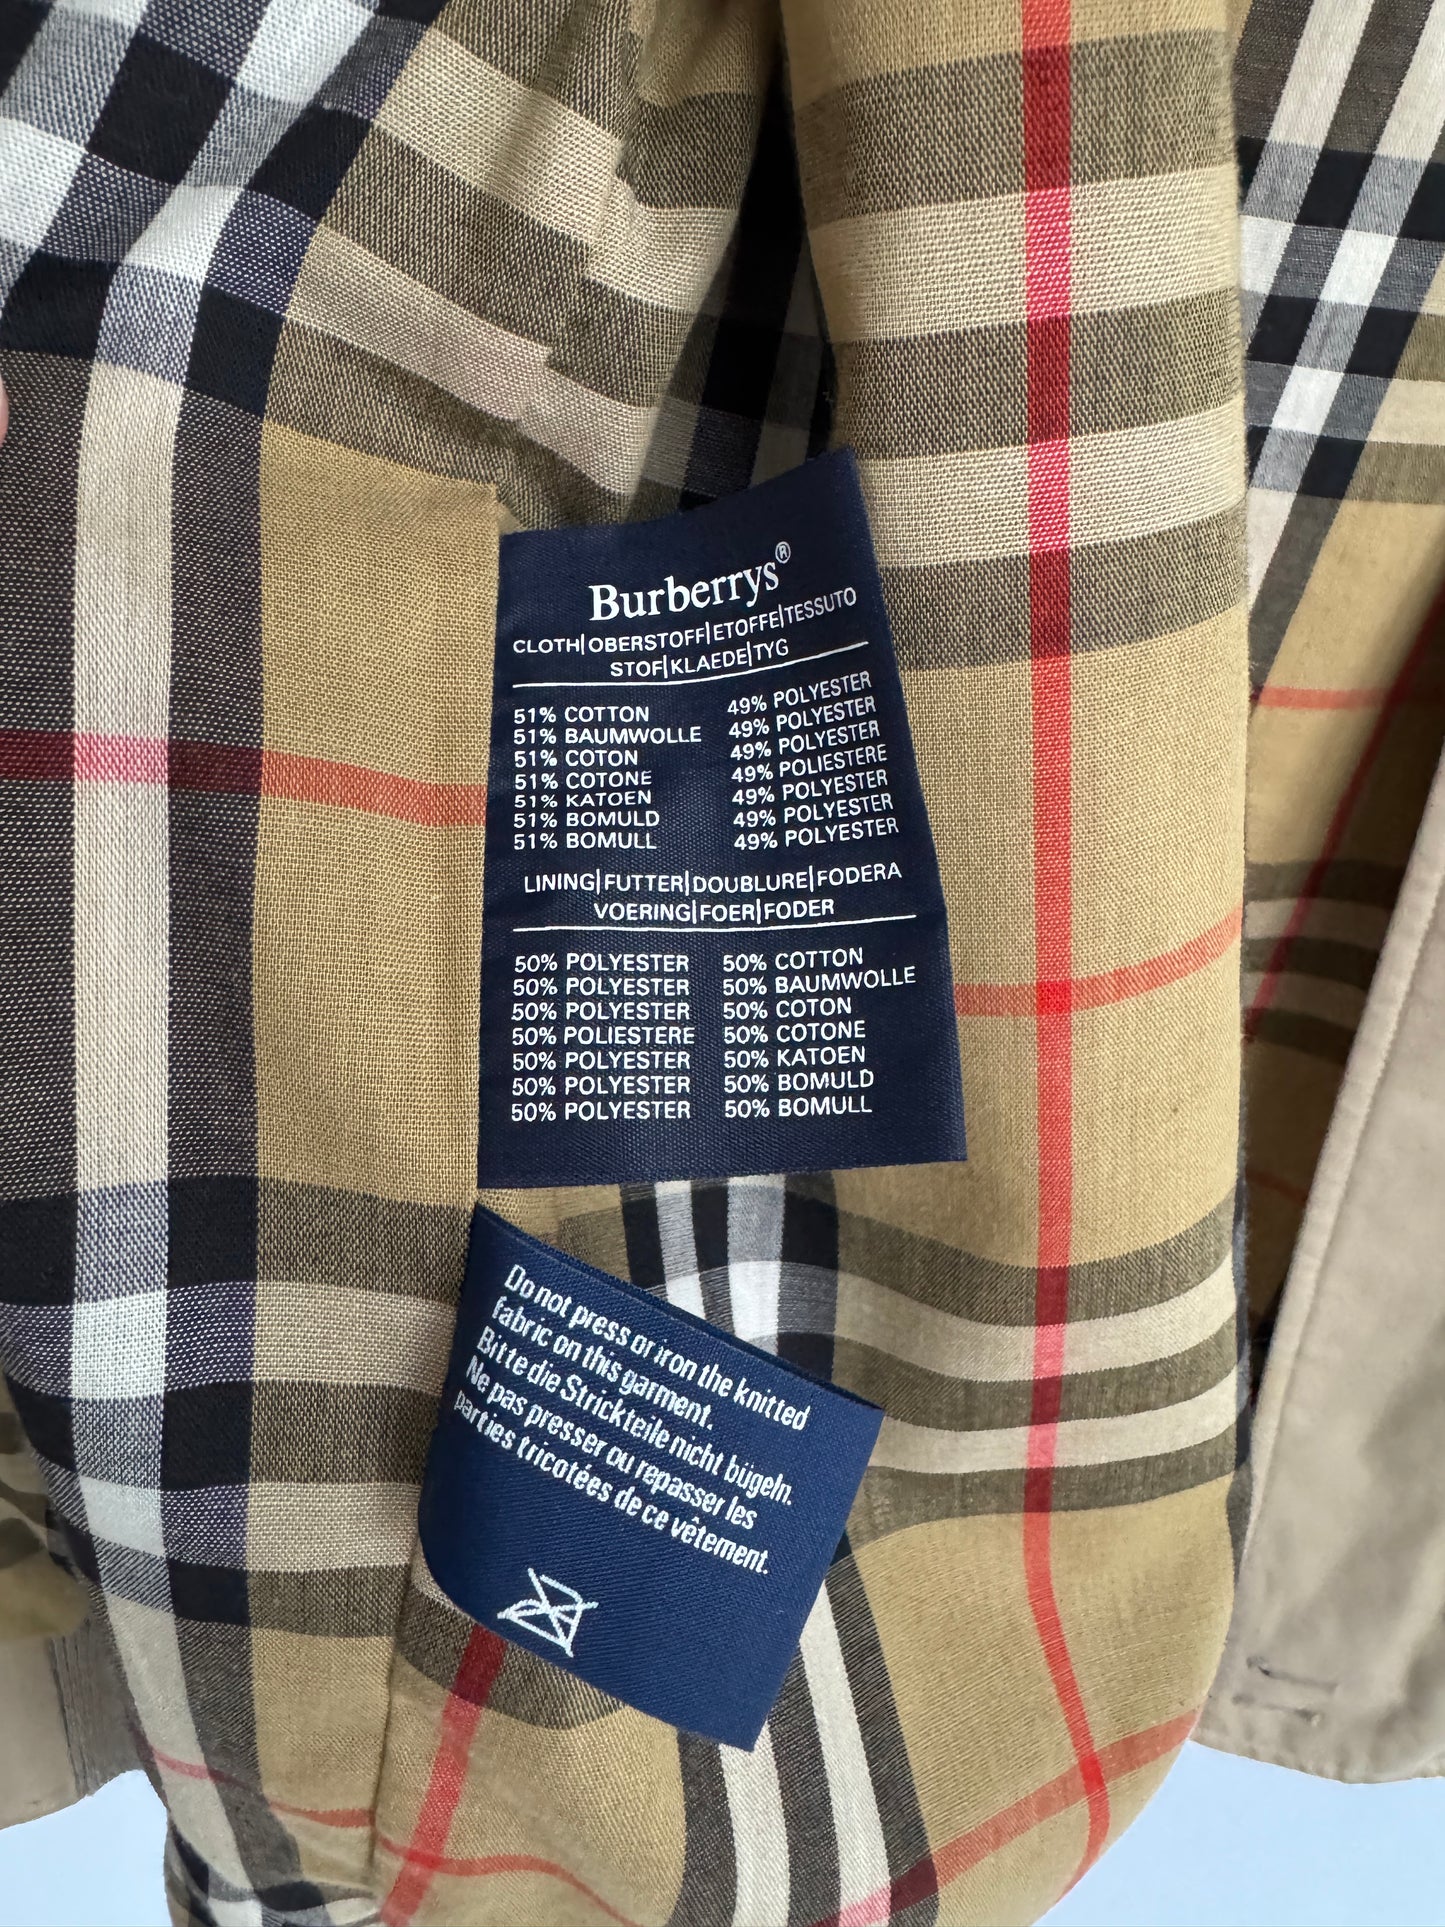 Burberrys®
CLOTH|OBERSTOFF|ETOFFE|TESSUTO
STOF|KLAEDE|TYG
51% COTTON 49% POLYESTER
51% BAUMWOLLE 49% POLYESTER
51% COTON 49% POLYESTER
51% COTONE 49% POLIESTERE
51% KATOEN 49% POLYESTER
51% BOMULD 49% POLYESTER
51% BOMULL 49% POLYESTER
LINING|FUTTER|DOUBLURE|FODERA
VOERING|FOER|FODER
50% POLYESTER 50% COTTON
50% POLYESTER 50% BAUMWOLLE
50% POLYESTER 50% COTON
50% POLIESTERE 50% COTONE
50% POLYESTER 50% KATOEN
50% POLYESTER 50% BOMULD
50% POLYESTER 50% BOMULL
Do not press or iron the knitted
fabric on this garment.
Bitte die Strickteile nicht bügeln.
Ne pas presser ou repasser les
parties tricotées de ce vêtement.